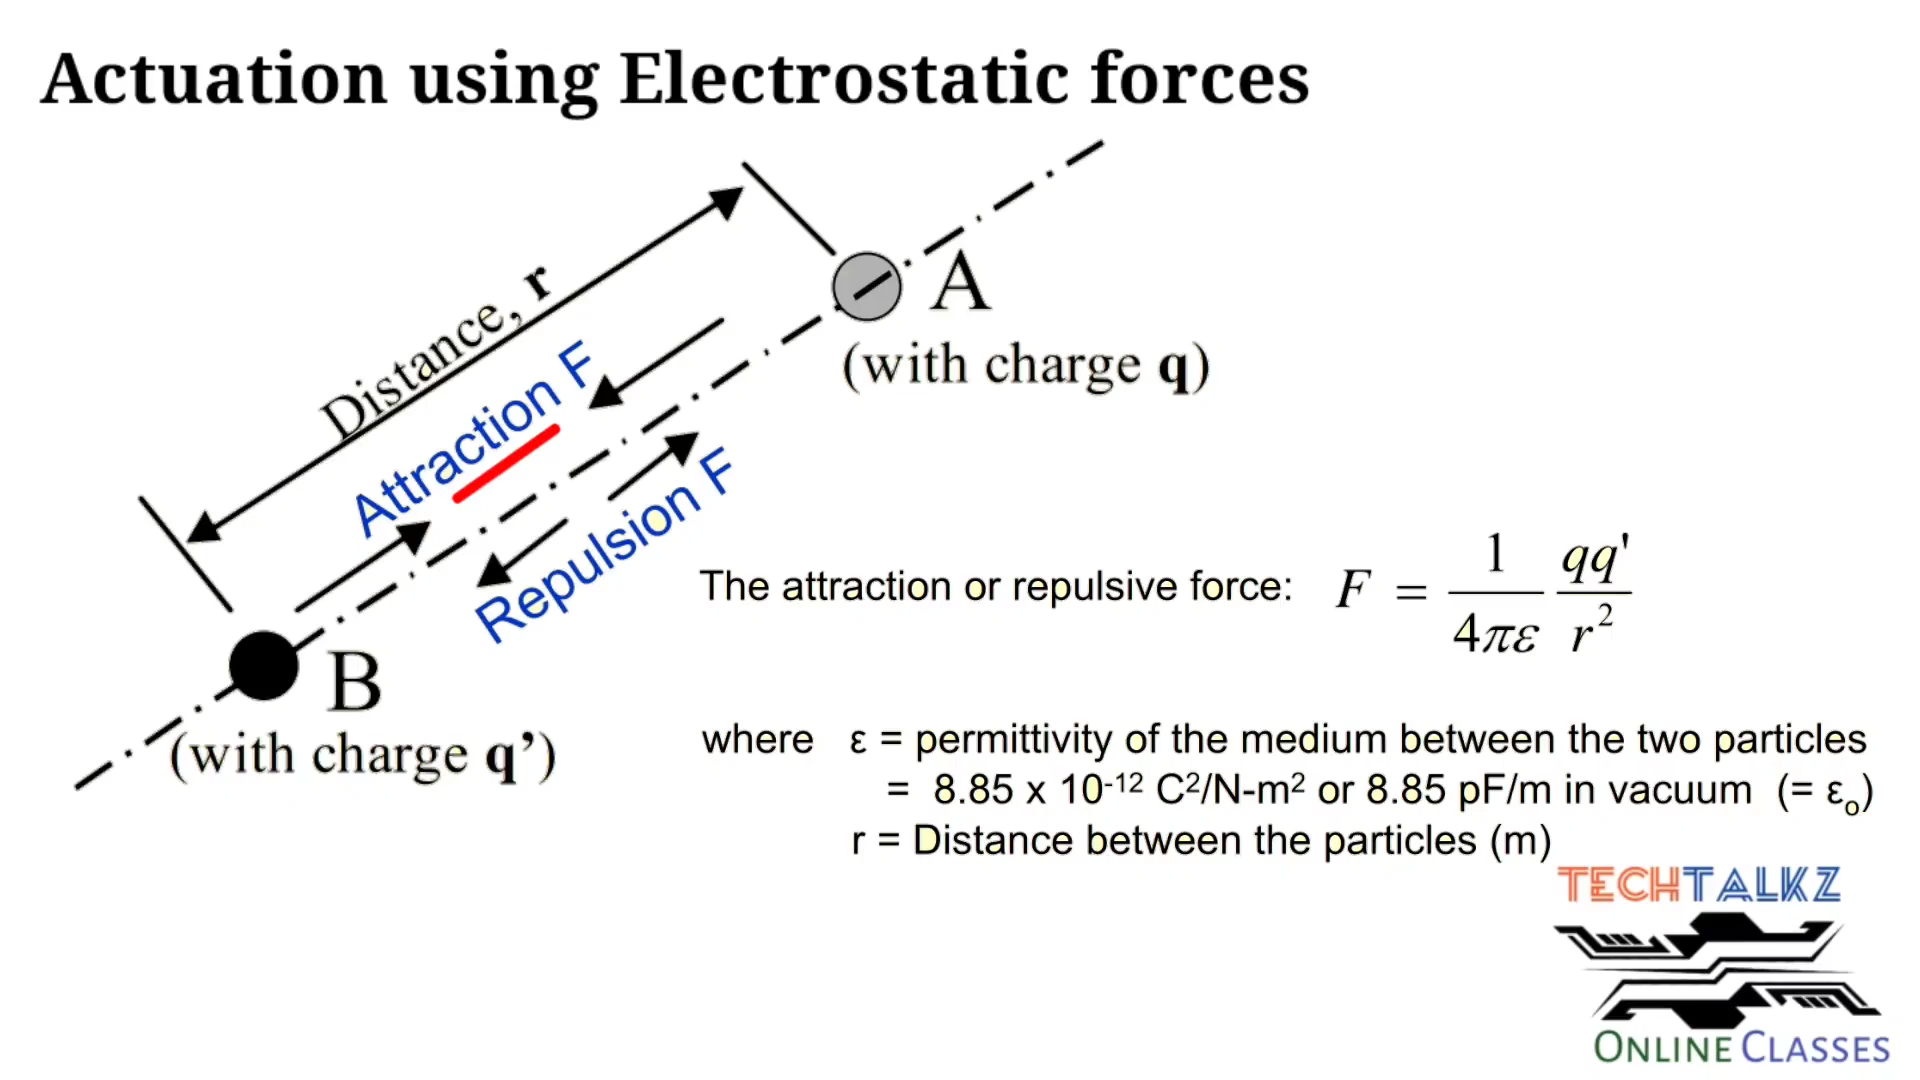 Actuation using Electrostatic forces
Distance, r
A
(with charge q)
Attraction F
Repulsion F
B
(with charge q’)
The attraction or repulsive force: F = 1/4πε qq'/r²
where ε = permittivity of the medium between the two particles
= 8.85 x 10⁻¹² C²/N-m² or 8.85 pF/m in vacuum (= εₒ)
r = Distance between the particles (m)
TECHTALKZ
ONLINE CLASSES